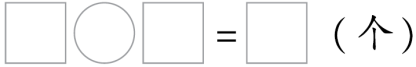 = (个)